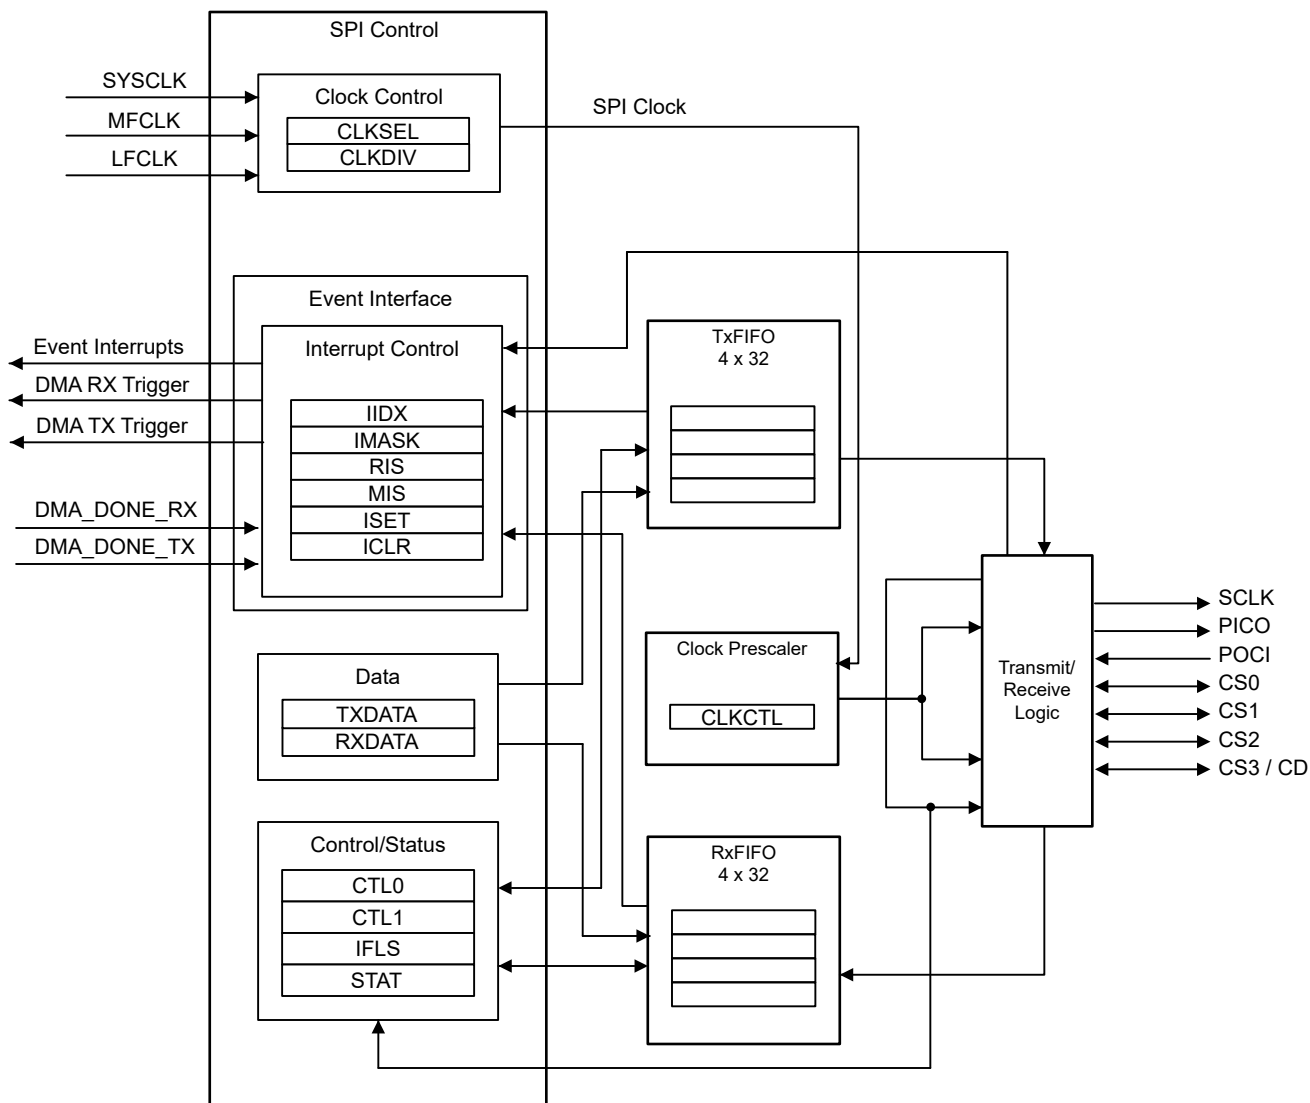 SPI Control
SYSCLK
MFCLK
LFCLK
Clock Control
CLKSEL
CLKDIV
SPI Clock
Event Interface
Interrupt Control
IIDX
IMASK
RIS
MIS
ISET
ICLR
Event Interrupts
DMA RX Trigger
DMA TX Trigger
DMA_DONE_RX
DMA_DONE_TX
TxFIFO
4 x 32
Data
TXDATA
RXDATA
Clock Prescaler
CLKCTL
Transmit/
Receive
Logic
SCLK
PICO
POCI
CS0
CS1
CS2
CS3 / CD
Control/Status
CTL0
CTL1
IFLS
STAT
RxFIFO
4 x 32